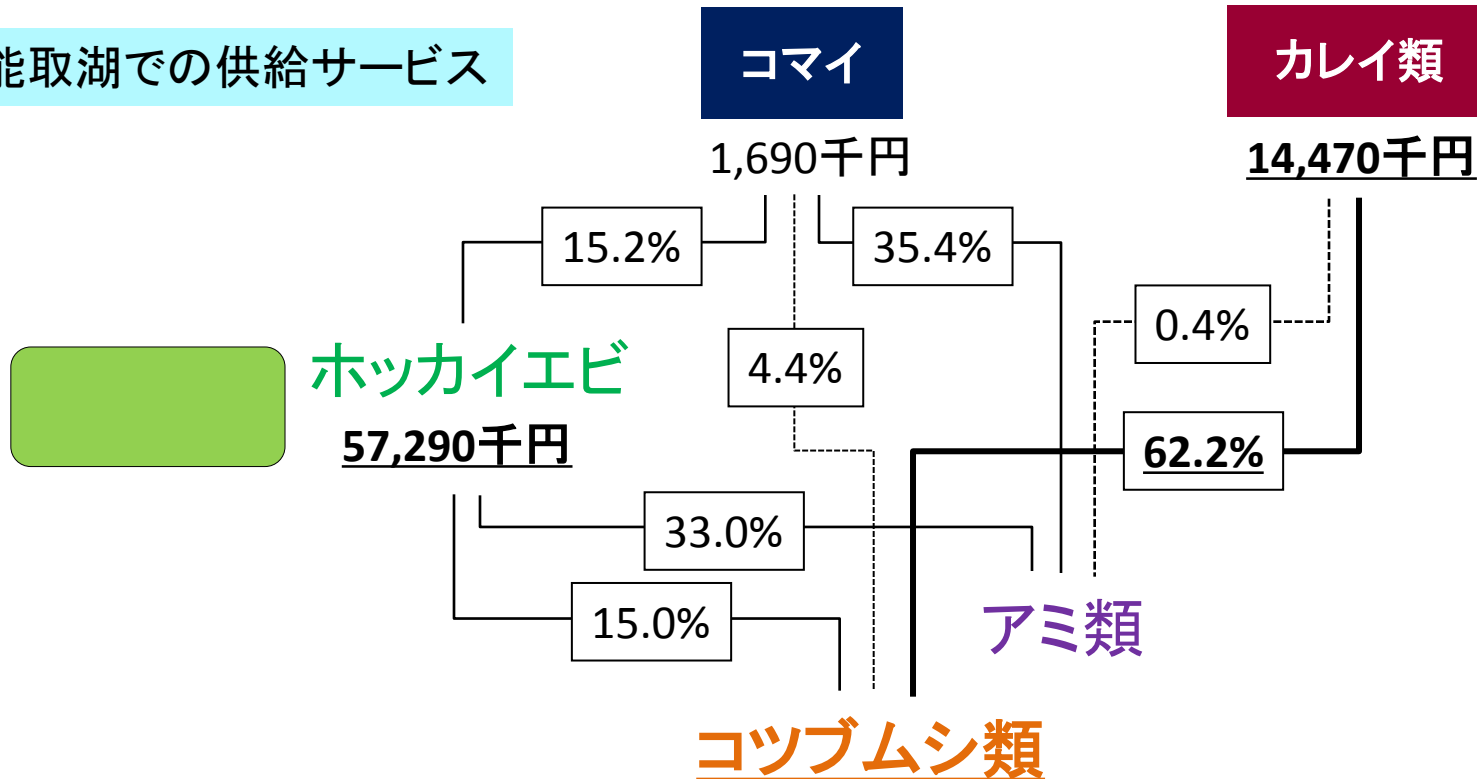 能取湖での供給サービス
コマイ
カレイ類
1,690千円
14,470千円
15.2%
35.4%
0.4%
4.4%
ホッカイエビ
57,290千円
62.2%
33.0%
15.0%
アミ類
コツブムシ類